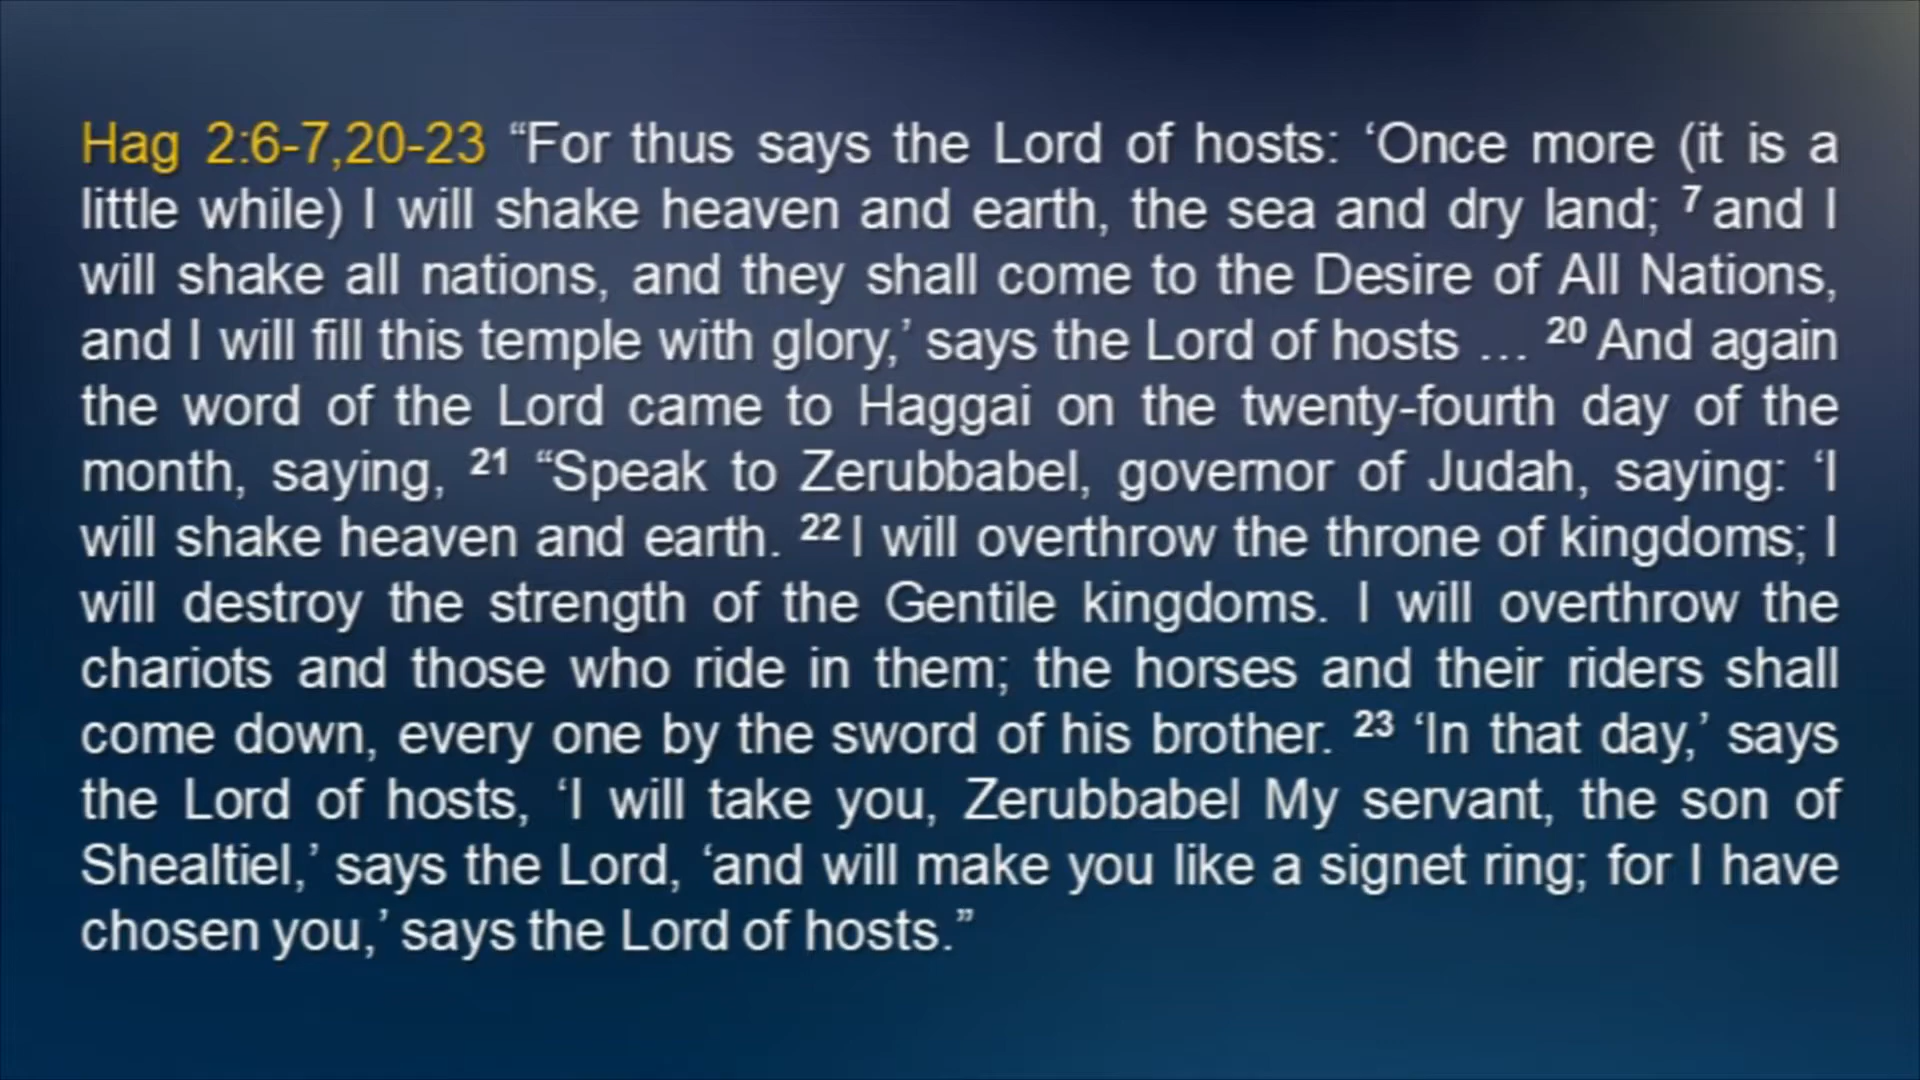 Hag 2:6-7,20-23 “For thus says the Lord of hosts: ‘Once more (it is a
little while) I will shake heaven and earth, the sea and dry land; 7 and I
will shake all nations, and they shall come to the Desire of All Nations,
and I will fill this temple with glory,’ says the Lord of hosts … 20 And again
the word of the Lord came to Haggai on the twenty-fourth day of the
month, saying, 21 “Speak to Zerubbabel, governor of Judah, saying: ‘I
will shake heaven and earth. 22 I will overthrow the throne of kingdoms; I
will destroy the strength of the Gentile kingdoms. I will overthrow the
chariots and those who ride in them; the horses and their riders shall
come down, every one by the sword of his brother. 23 ‘In that day,’ says
the Lord of hosts, ‘I will take you, Zerubbabel My servant, the son of
Shealtiel,’ says the Lord, ‘and will make you like a signet ring; for I have
chosen you,’ says the Lord of hosts.”